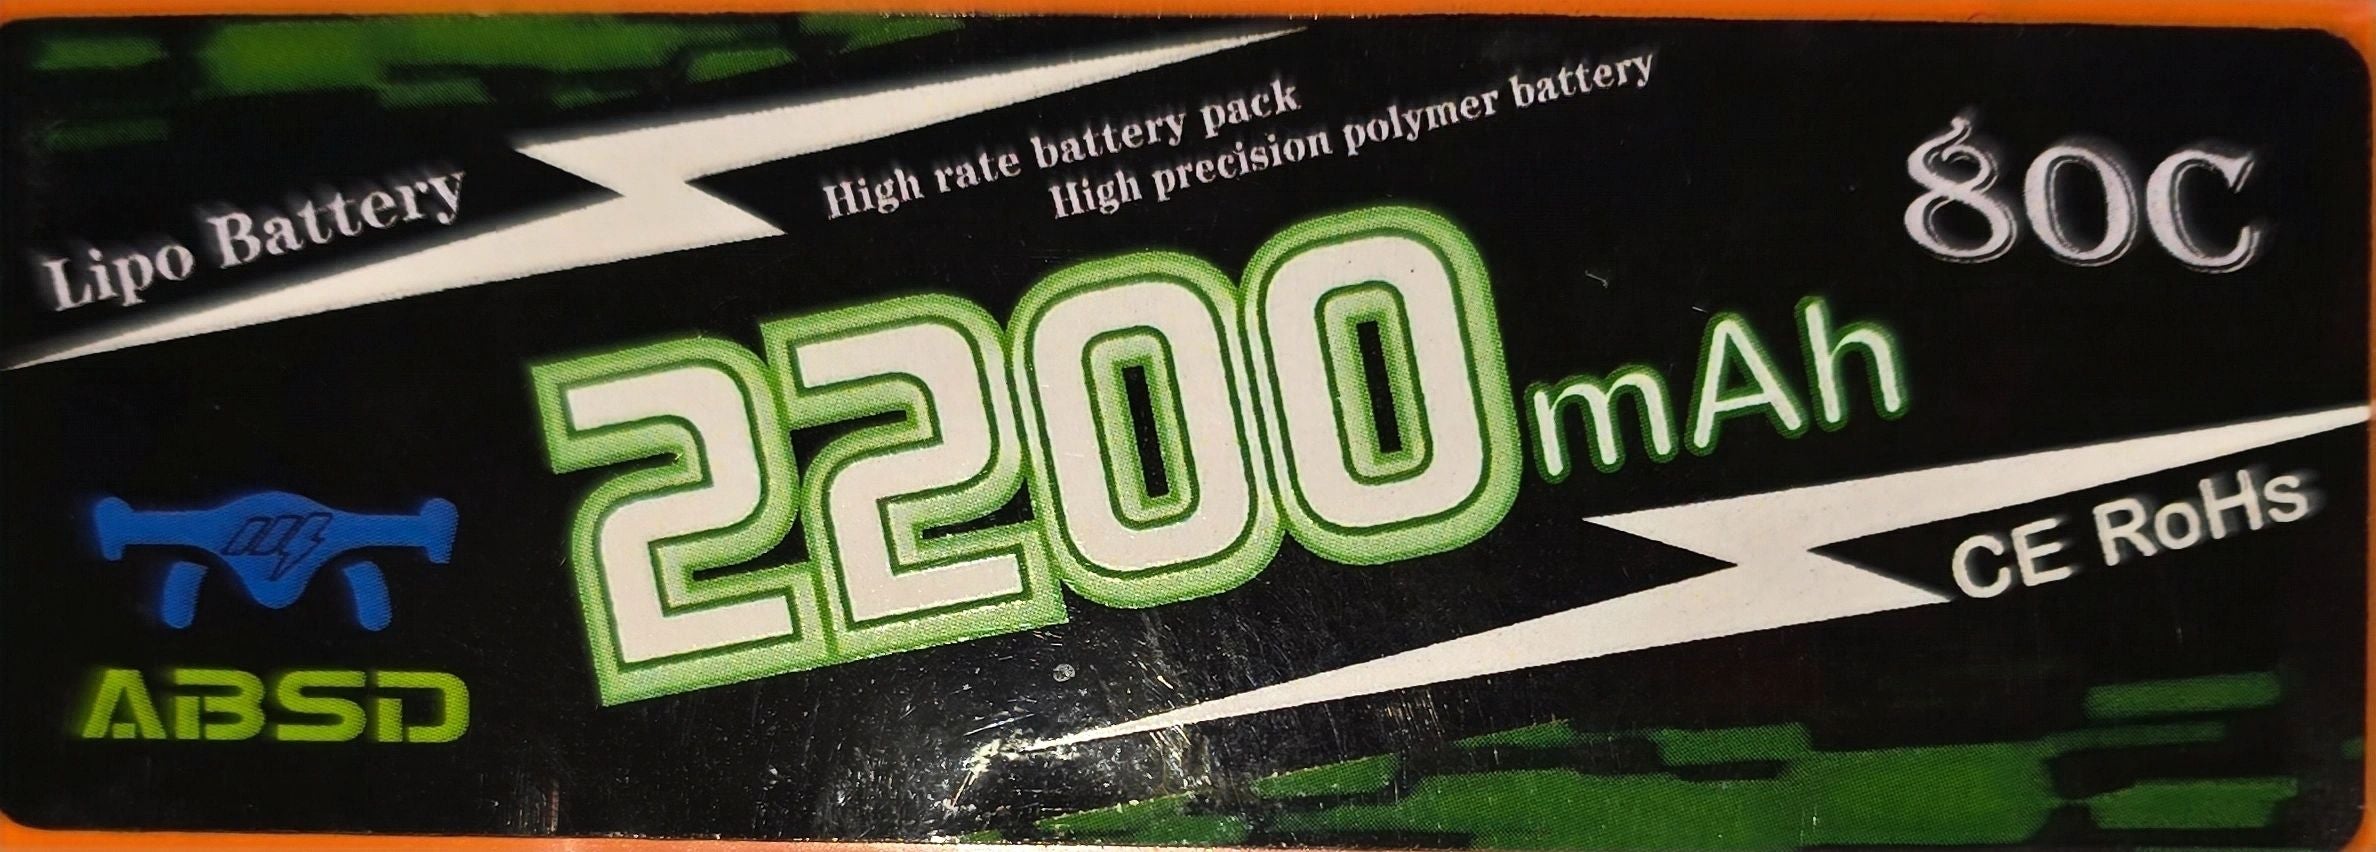 Lipo Battery
High rate battery pack
High precision polymer battery
80C
2200mAh
CE RoHs
ABSD